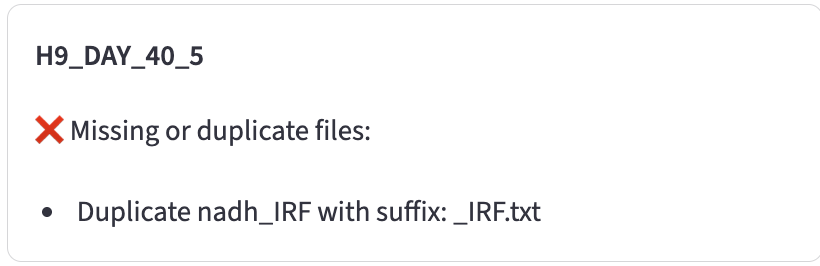 H9_DAY_40_5
❌ Missing or duplicate files:
• Duplicate nadh_IRF with suffix: _IRF.txt